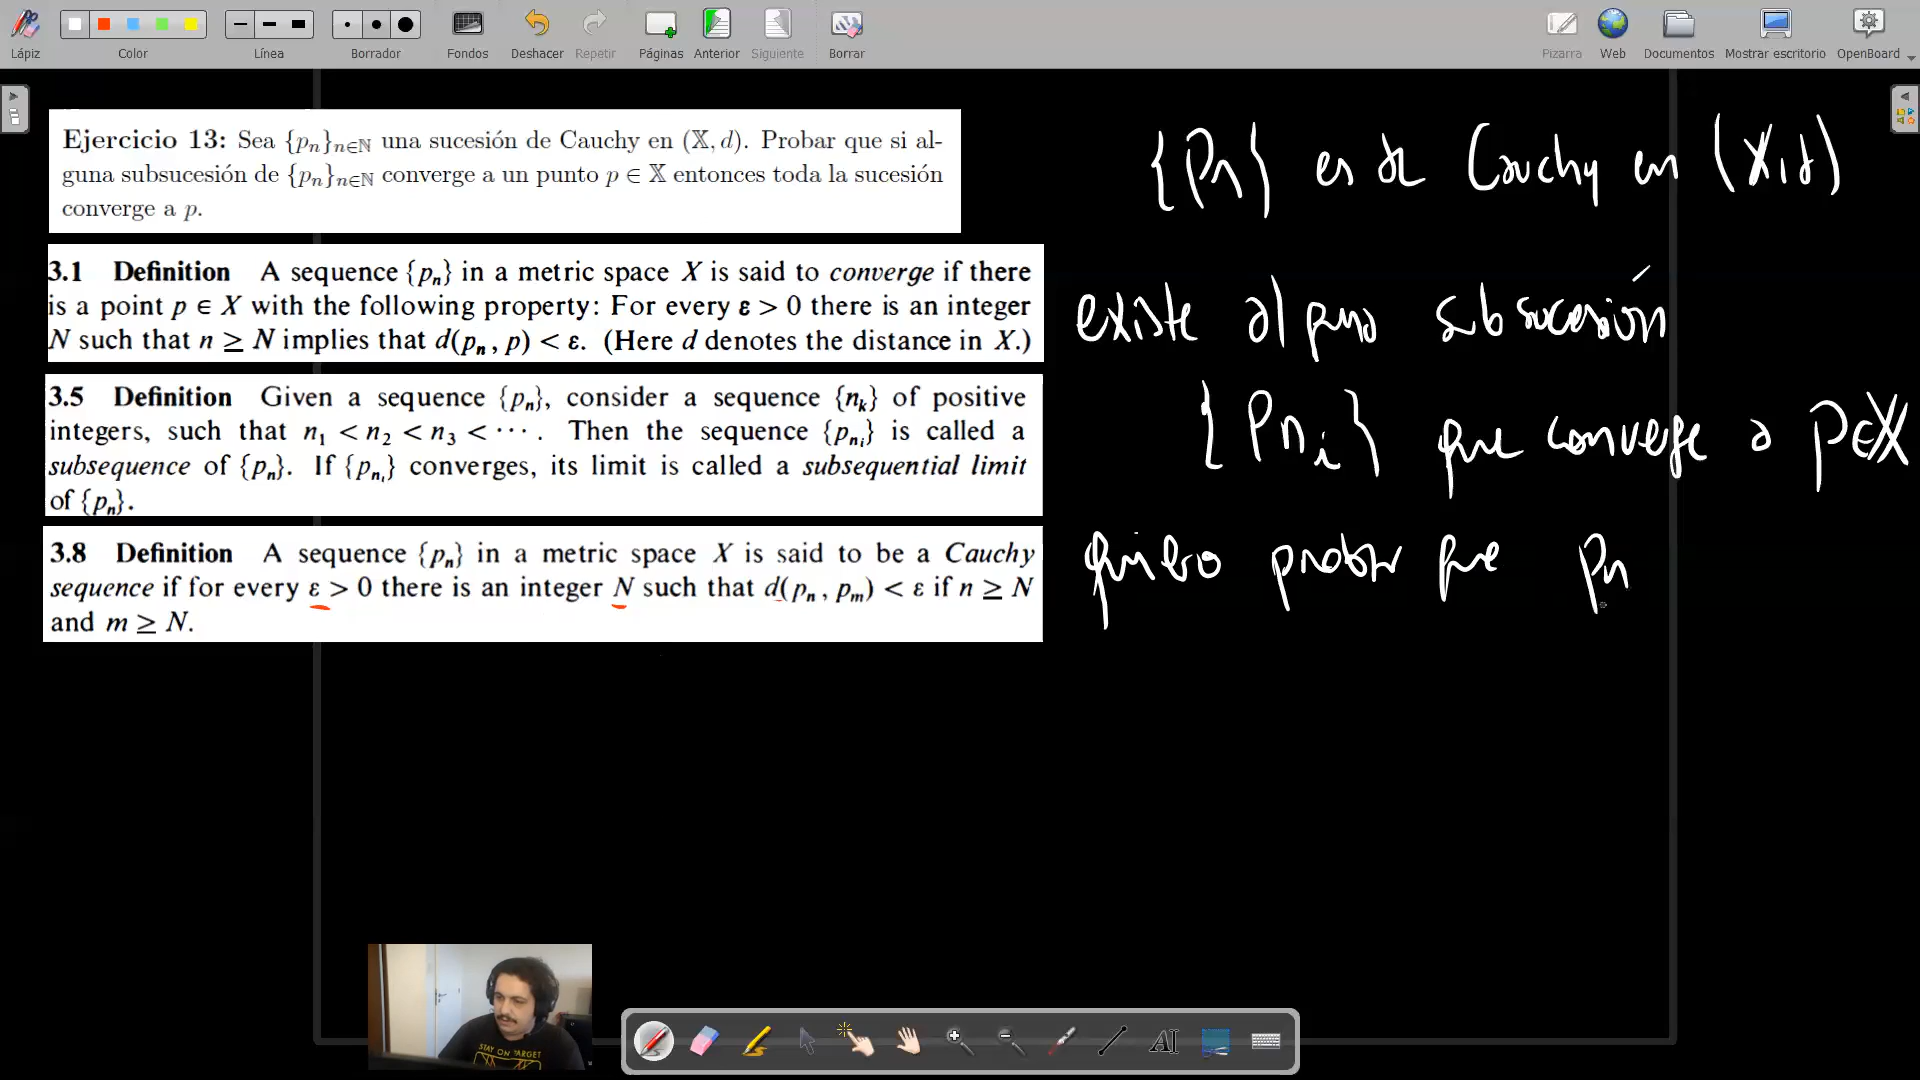 Lápiz Color Línea Borrador Fondos Deshacer Repetir Páginas Anterior Siguiente Borrar Pizarra Web Documentos Mostrar escritorio OpenBoard
Ejercicio 13: Sea {pₙ}ₙ∈ℕ una sucesión de Cauchy en (𝕏, d). Probar que si al-
guna subsucesión de {pₙ}ₙ∈ℕ converge a un punto p ∈ 𝕏 entonces toda la sucesión
converge a p.
3.1 Definition A sequence {pₙ} in a metric space X is said to converge if there
is a point p ∈ X with the following property: For every ε > 0 there is an integer
N such that n ≥ N implies that d(pₙ, p) < ε. (Here d denotes the distance in X.)
3.5 Definition Given a sequence {pₙ}, consider a sequence {nₖ} of positive
integers, such that n₁ < n₂ < n₃ < ⋯. Then the sequence {pₙᵢ} is called a
subsequence of {pₙ}. If {pₙᵢ} converges, its limit is called a subsequential limit
of {pₙ}.
3.8 Definition A sequence {pₙ} in a metric space X is said to be a Cauchy
sequence if for every ε > 0 there is an integer N such that d(pₙ, pₘ) < ε if n ≥ N
and m ≥ N.
{Pn} es de Cauchy en (𝕏,d)
existe alguna subsucesión
{Pnᵢ} que converge a p∈𝕏
quiero probar que pn
STAY ON TARGET
AI